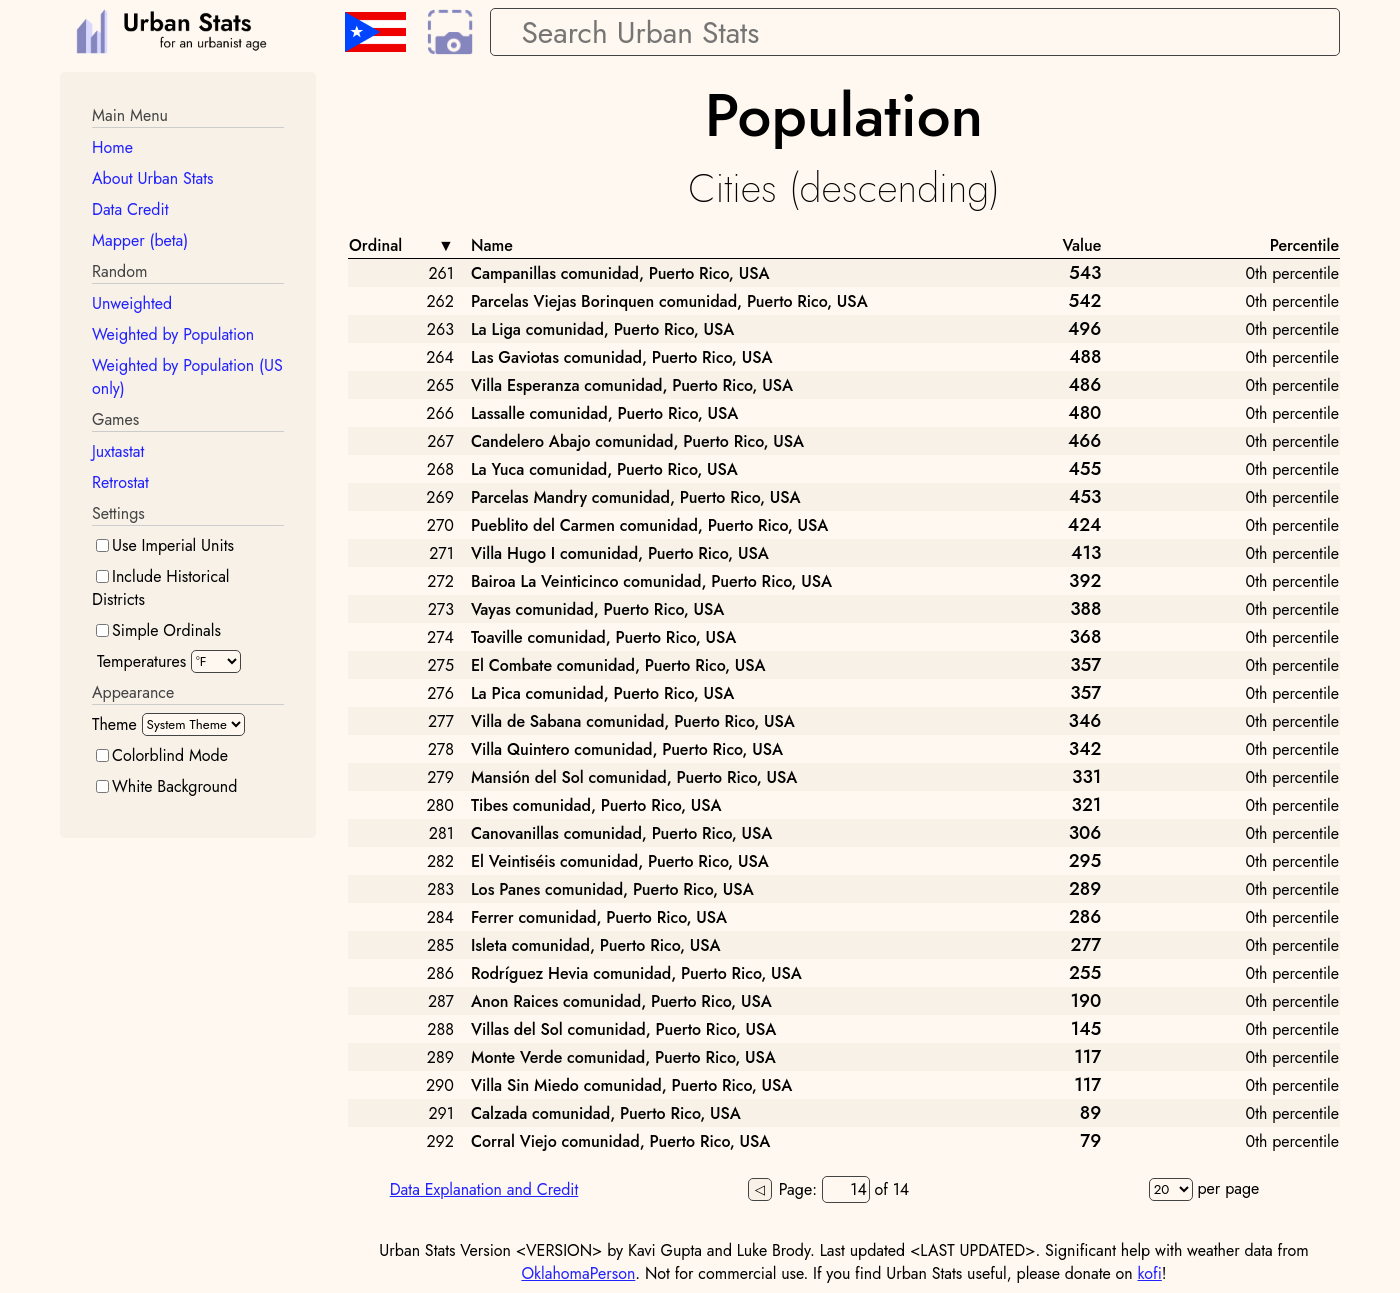 Urban Stats
for an urbanist age
Search Urban Stats
Main Menu
Home
About Urban Stats
Data Credit
Mapper (beta)
Random
Unweighted
Weighted by Population
Weighted by Population (US
only)
Games
Juxtastat
Retrostat
Settings
Use Imperial Units
Include Historical
Districts
Simple Ordinals
Temperatures °F
Appearance
Theme System Theme
Colorblind Mode
White Background
Population
Cities (descending)
Ordinal ▼ Name Value Percentile
261 Campanillas comunidad, Puerto Rico, USA 543 0th percentile
262 Parcelas Viejas Borinquen comunidad, Puerto Rico, USA 542 0th percentile
263 La Liga comunidad, Puerto Rico, USA 496 0th percentile
264 Las Gaviotas comunidad, Puerto Rico, USA 488 0th percentile
265 Villa Esperanza comunidad, Puerto Rico, USA 486 0th percentile
266 Lassalle comunidad, Puerto Rico, USA 480 0th percentile
267 Candelero Abajo comunidad, Puerto Rico, USA 466 0th percentile
268 La Yuca comunidad, Puerto Rico, USA 455 0th percentile
269 Parcelas Mandry comunidad, Puerto Rico, USA 453 0th percentile
270 Pueblito del Carmen comunidad, Puerto Rico, USA 424 0th percentile
271 Villa Hugo I comunidad, Puerto Rico, USA 413 0th percentile
272 Bairoa La Veinticinco comunidad, Puerto Rico, USA 392 0th percentile
273 Vayas comunidad, Puerto Rico, USA 388 0th percentile
274 Toaville comunidad, Puerto Rico, USA 368 0th percentile
275 El Combate comunidad, Puerto Rico, USA 357 0th percentile
276 La Pica comunidad, Puerto Rico, USA 357 0th percentile
277 Villa de Sabana comunidad, Puerto Rico, USA 346 0th percentile
278 Villa Quintero comunidad, Puerto Rico, USA 342 0th percentile
279 Mansión del Sol comunidad, Puerto Rico, USA 331 0th percentile
280 Tibes comunidad, Puerto Rico, USA 321 0th percentile
281 Canovanillas comunidad, Puerto Rico, USA 306 0th percentile
282 El Veintiséis comunidad, Puerto Rico, USA 295 0th percentile
283 Los Panes comunidad, Puerto Rico, USA 289 0th percentile
284 Ferrer comunidad, Puerto Rico, USA 286 0th percentile
285 Isleta comunidad, Puerto Rico, USA 277 0th percentile
286 Rodríguez Hevia comunidad, Puerto Rico, USA 255 0th percentile
287 Anon Raices comunidad, Puerto Rico, USA 190 0th percentile
288 Villas del Sol comunidad, Puerto Rico, USA 145 0th percentile
289 Monte Verde comunidad, Puerto Rico, USA 117 0th percentile
290 Villa Sin Miedo comunidad, Puerto Rico, USA 117 0th percentile
291 Calzada comunidad, Puerto Rico, USA 89 0th percentile
292 Corral Viejo comunidad, Puerto Rico, USA 79 0th percentile
Data Explanation and Credit ◁ Page: 14 of 14 20 per page
Urban Stats Version <VERSION> by Kavi Gupta and Luke Brody. Last updated <LAST UPDATED>. Significant help with weather data from
OklahomaPerson. Not for commercial use. If you find Urban Stats useful, please donate on kofi!